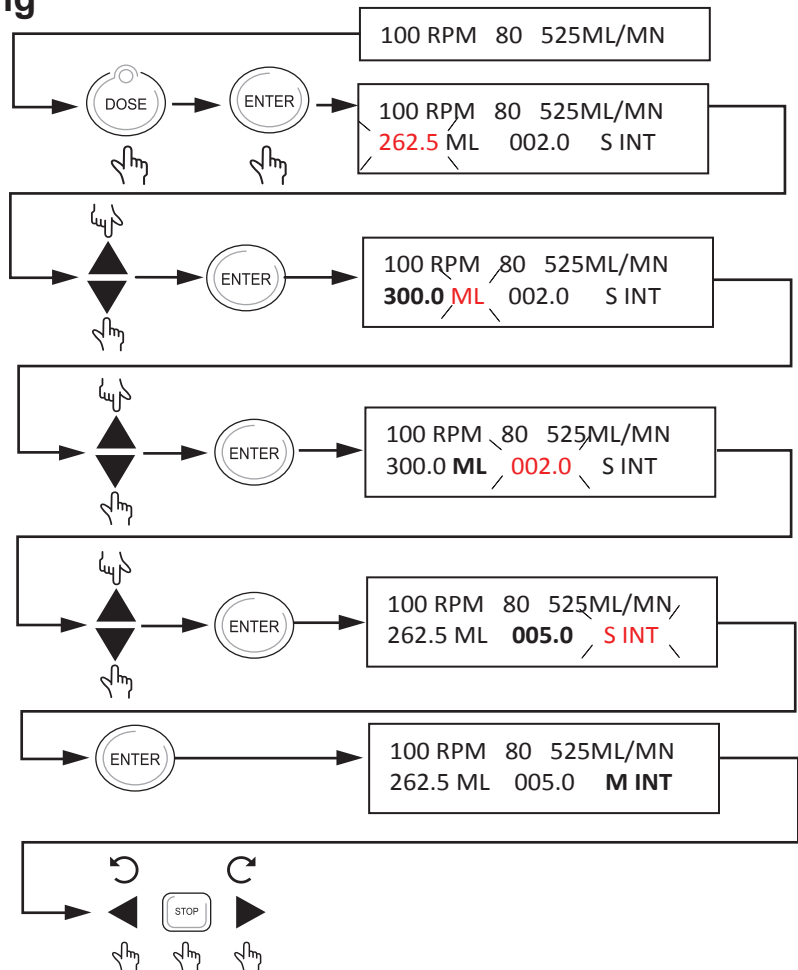 ng
100 RPM 80 525ML/MN
DOSE
ENTER
100 RPM 80 525ML/MN
262.5 ML 002.0 S INT
ENTER
100 RPM 80 525ML/MN
300.0 ML 002.0 S INT
ENTER
100 RPM 80 525ML/MN
300.0 ML 002.0 S INT
ENTER
100 RPM 80 525ML/MN
262.5 ML 005.0 S INT
ENTER
100 RPM 80 525ML/MN
262.5 ML 005.0 M INT
STOP